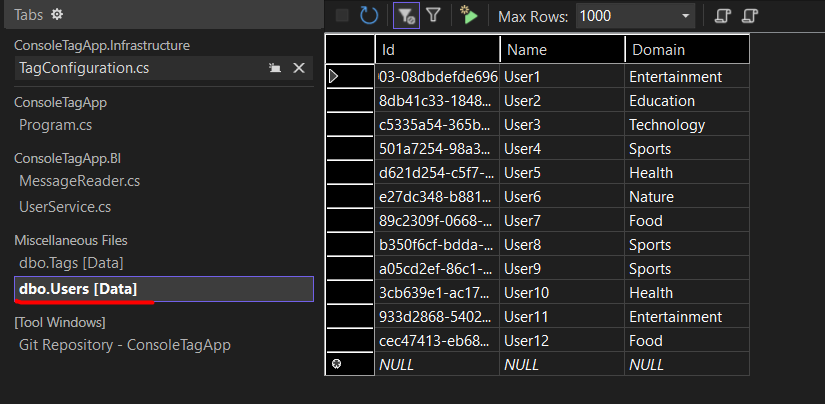 Tabs
ConsoleTagApp.Infrastructure
TagConfiguration.cs
ConsoleTagApp
Program.cs
ConsoleTagApp.Bl
MessageReader.cs
UserService.cs
Miscellaneous Files
dbo.Tags [Data]
dbo.Users [Data]
[Tool Windows]
Git Repository - ConsoleTagApp
Max Rows: 1000
Id Name Domain
03-08dbdefde696 User1 Entertainment
8db41c33-1848... User2 Education
c5335a54-365b... User3 Technology
501a7254-98a3... User4 Sports
d621d254-c5f7-... User5 Health
e27dc348-b881... User6 Nature
89c2309f-0668-... User7 Food
b350f6cf-bdda-... User8 Sports
a05cd2ef-86c1-... User9 Sports
3cb639e1-ac17... User10 Health
933d2868-5402... User11 Entertainment
cec47413-eb68... User12 Food
NULL NULL NULL